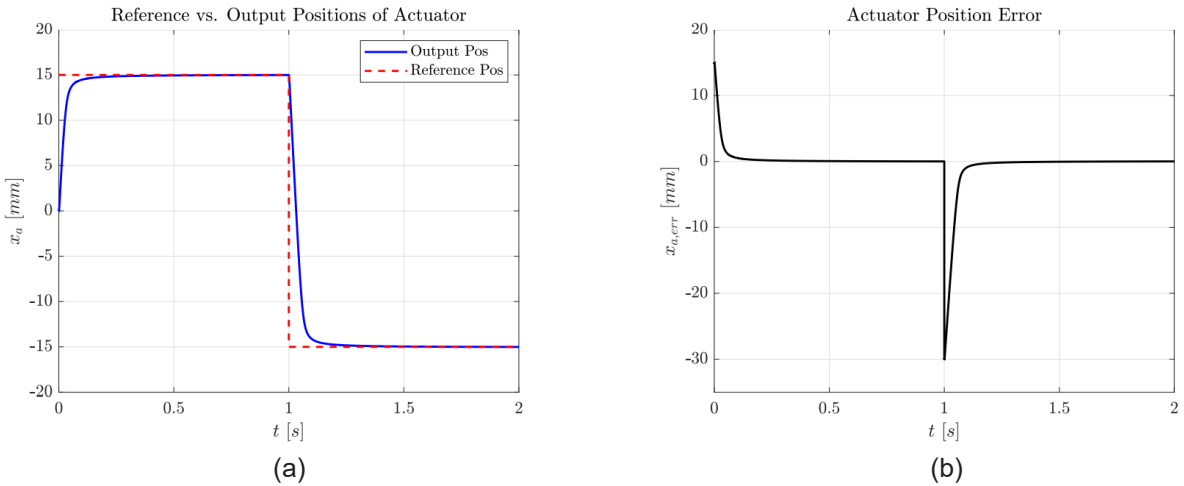 Reference vs. Output Positions of Actuator
20
15
10
5
0
-5
-10
-15
-20
x_a [mm]
Output Pos
Reference Pos
0
0.5
1
1.5
2
t [s]
(a)
Actuator Position Error
20
10
0
-10
-20
-30
x_{a,err} [mm]
0
0.5
1
1.5
2
t [s]
(b)